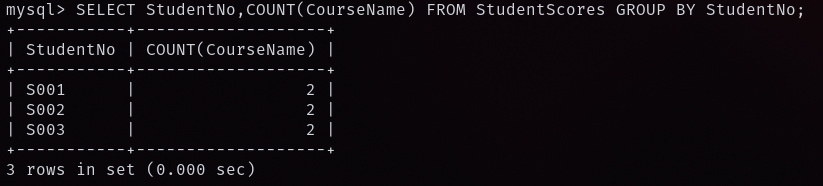 mysql> SELECT StudentNo,COUNT(CourseName) FROM StudentScores GROUP BY StudentNo;
+-----------+-------------------+
| StudentNo | COUNT(CourseName) |
+-----------+-------------------+
| S001      |                 2 |
| S002      |                 2 |
| S003      |                 2 |
+-----------+-------------------+
3 rows in set (0.000 sec)